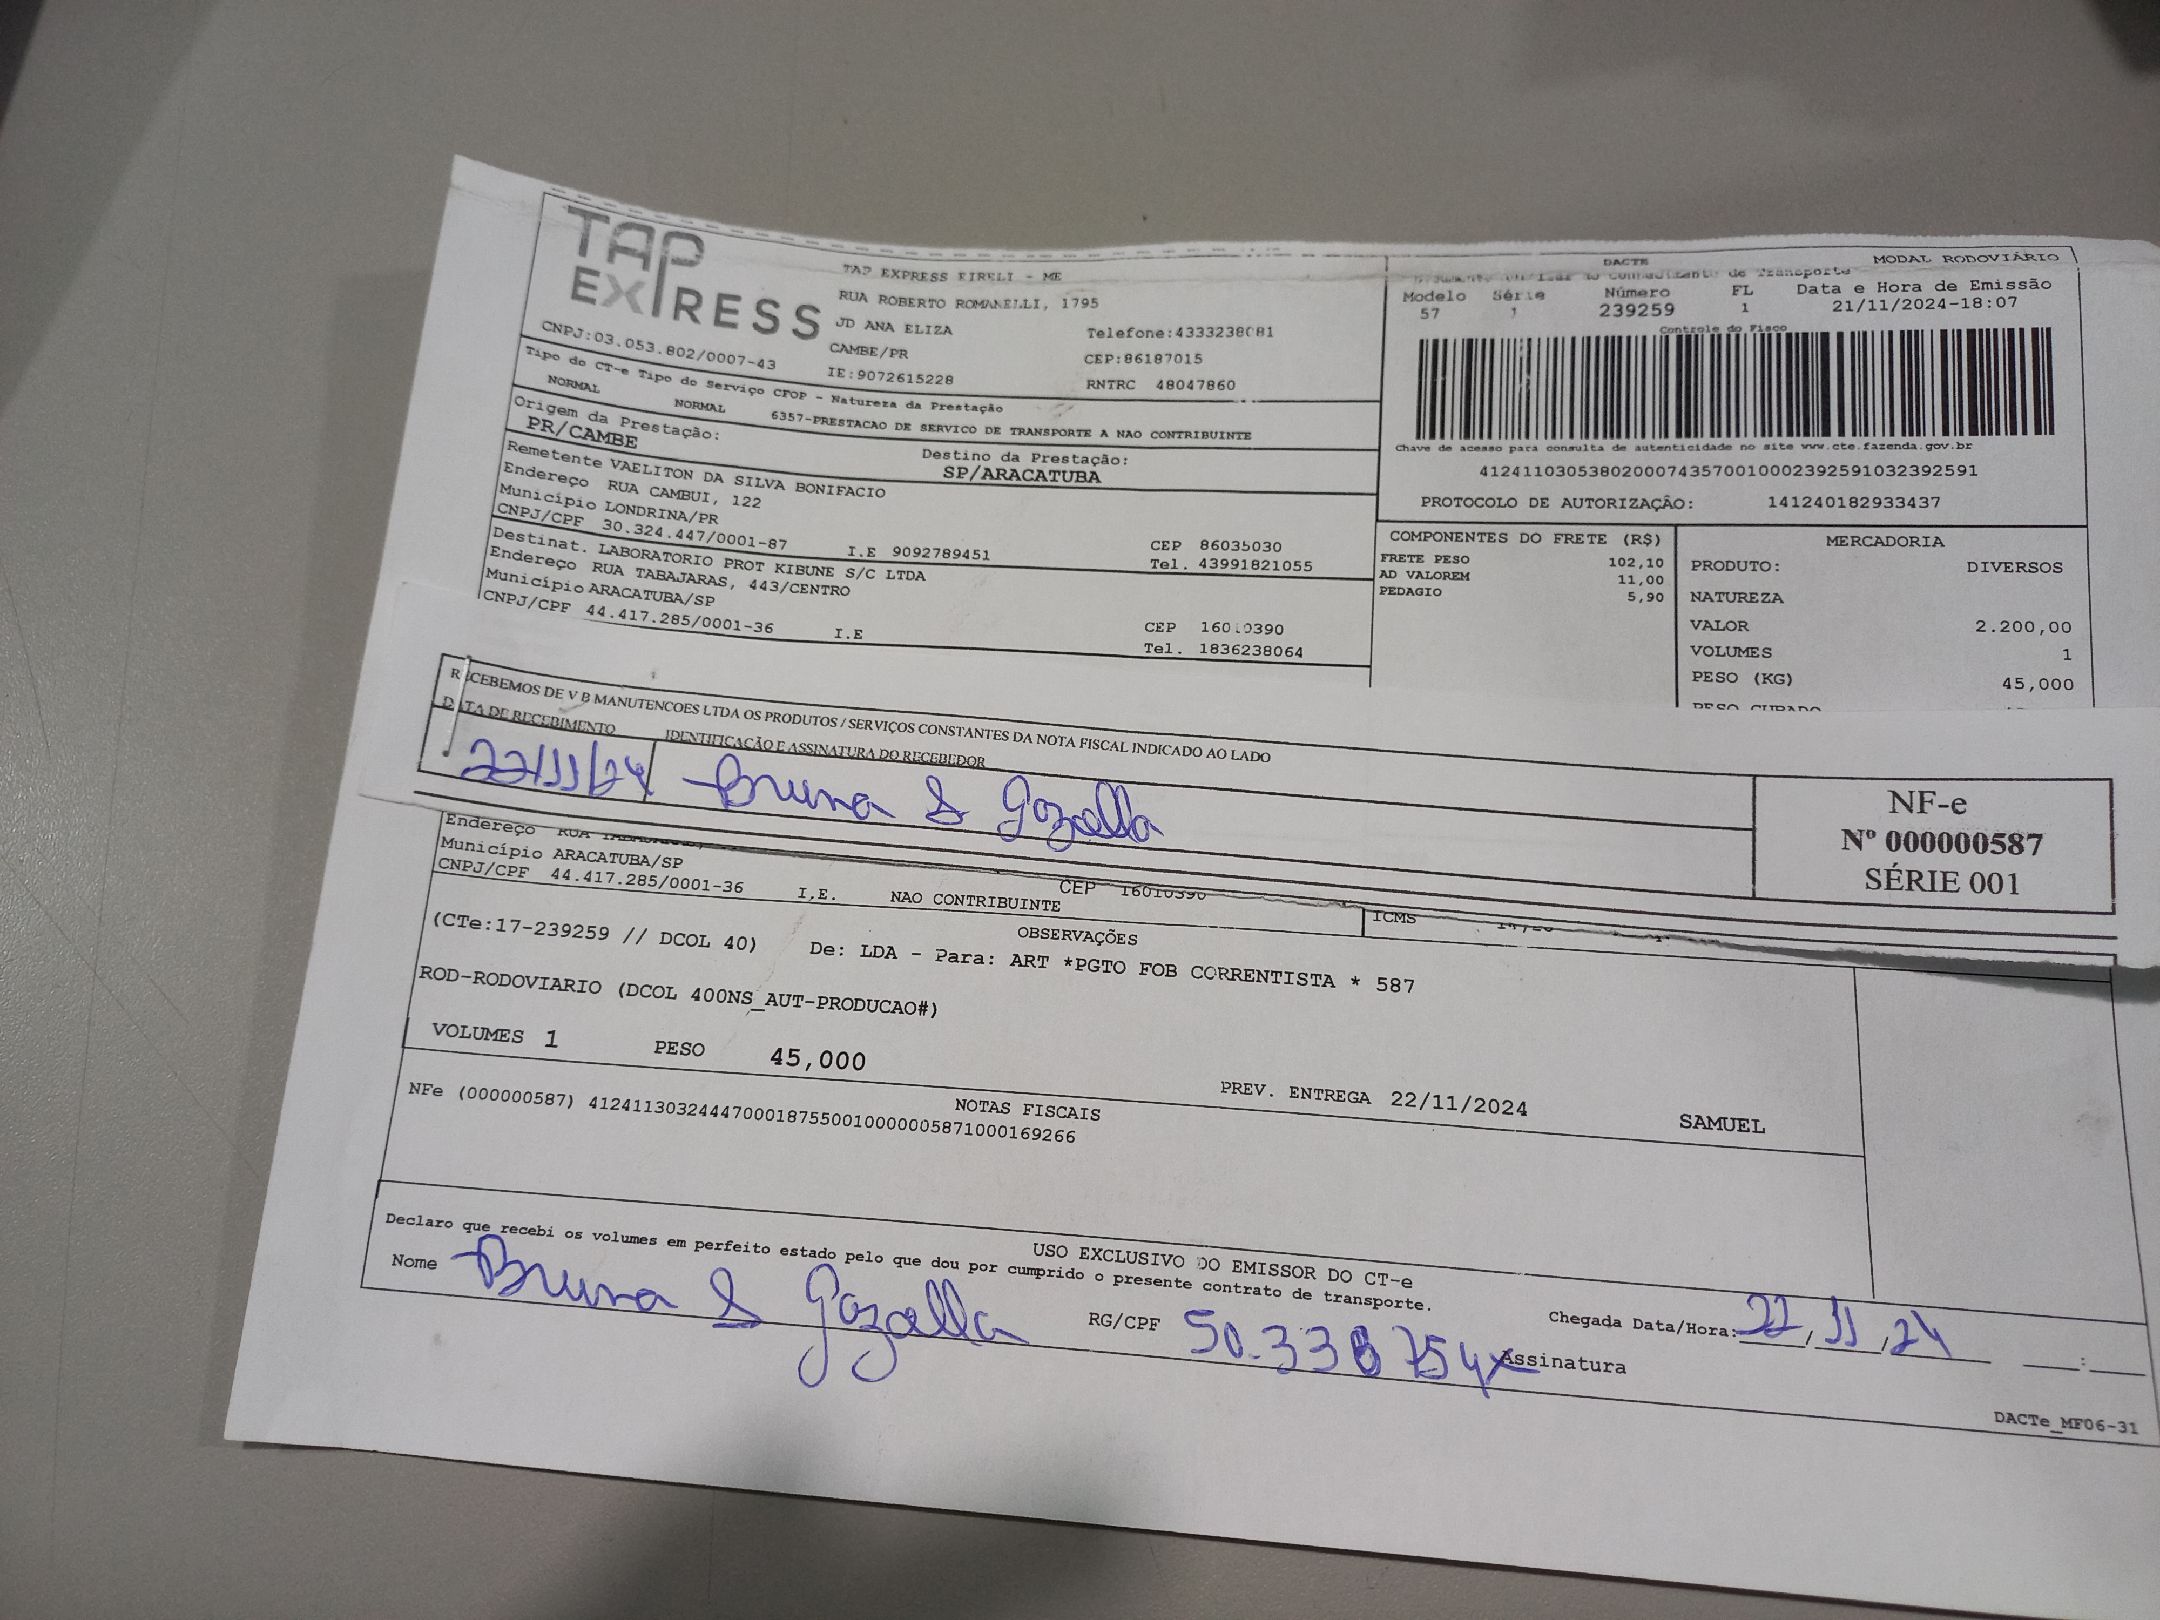 TAP
EXPRESS
CNPJ:03.053.802/0007-43
TAP EXPRESS EIRELI - ME
RUA ROBERTO ROMANELLI, 1795
JD ANA ELIZA
CAMBE/PR
IE:9072615228
Telefone:4333238081
CEP:86187015
RNTRC 48047860
DACTE
MODAL RODOVIÁRIO
de Transporte
Modelo Série Número FL Data e Hora de Emissão
57 1 239259 1 21/11/2024-18:07
Controle do Fisco
Chave de acesso para consulta de autenticidade no site www.cte.fazenda.gov.br
41241103053802000743570010002392591032392591
PROTOCOLO DE AUTORIZAÇÃO: 141240182933437
Tipo do CT-e Tipo do Serviço CFOP - Natureza da Prestação
NORMAL NORMAL 6357-PRESTACAO DE SERVICO DE TRANSPORTE A NAO CONTRIBUINTE
Origem da Prestação: Destino da Prestação:
PR/CAMBE SP/ARACATUBA
Remetente VAELITON DA SILVA BONIFACIO
Endereço RUA CAMBUI, 122
Município LONDRINA/PR CEP 86035030
CNPJ/CPF 30.324.447/0001-87 I.E 9092789451 Tel. 43991821055
Destinat. LABORATORIO PROT KIBUNE S/C LTDA
Endereço RUA TABAJARAS, 443/CENTRO
Município ARACATUBA/SP CEP 16010390
CNPJ/CPF 44.417.285/0001-36 I.E Tel. 1836238064
COMPONENTES DO FRETE (R$)
FRETE PESO 102,10
AD VALOREM 11,00
PEDAGIO 5,90
MERCADORIA
PRODUTO: DIVERSOS
NATUREZA
VALOR 2.200,00
VOLUMES 1
PESO (KG) 45,000
PESO CUBADO
RECEBEMOS DE V B MANUTENCOES LTDA OS PRODUTOS / SERVIÇOS CONSTANTES DA NOTA FISCAL INDICADO AO LADO
DATA DE RECEBIMENTO IDENTIFICAÇÃO E ASSINATURA DO RECEBEDOR
22/11/24 Bruna S Gozella
NF-e
Nº 000000587
SÉRIE 001
Endereço RUA
Município ARACATUBA/SP CEP 16010390
CNPJ/CPF 44.417.285/0001-36 I.E. NAO CONTRIBUINTE
ICMS
OBSERVAÇÕES
(CTe:17-239259 // DCOL 40) De: LDA - Para: ART *PGTO FOB CORRENTISTA * 587
ROD-RODOVIARIO (DCOL 400NS_AUT-PRODUCAO#)
VOLUMES 1 PESO 45,000 PREV. ENTREGA 22/11/2024 SAMUEL
NOTAS FISCAIS
NFe (000000587) 41241130324447000187550010000005871000169266
USO EXCLUSIVO DO EMISSOR DO CT-e
Declaro que recebi os volumes em perfeito estado pelo que dou por cumprido o presente contrato de transporte.
Nome Bruna S Gozella RG/CPF 50.336754x Assinatura
Chegada Data/Hora: 22/11/24 :
DACTe_MF06-31